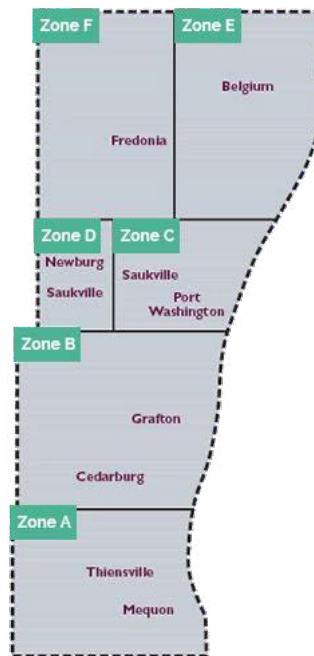 Zone F
Zone E
Belgium
Fredonia
Zone D
Zone C
Newburg
Saukville
Saukville
Port
Washington
Zone B
Grafton
Cedarburg
Zone A
Thiensville
Mequon